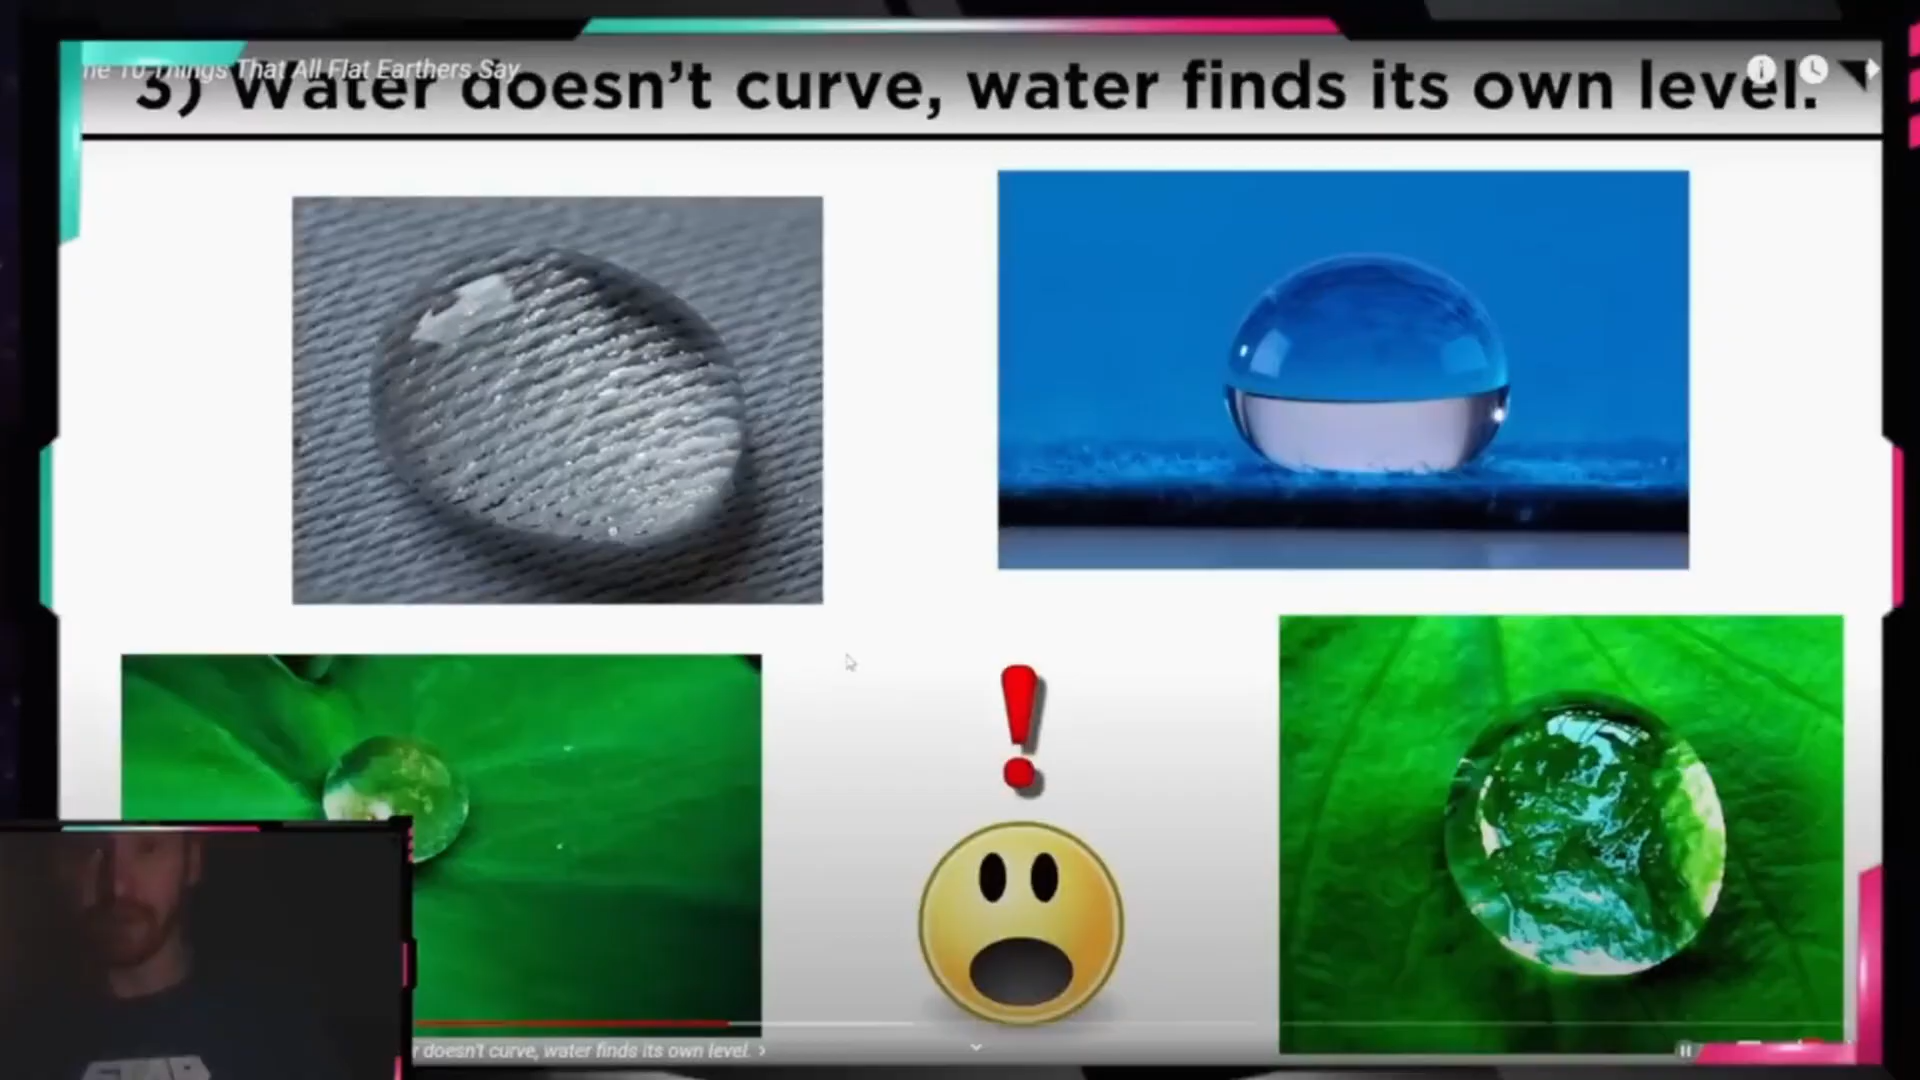 The 10 Things That All Flat Earthers Say
3) Water doesn't curve, water finds its own level.
r doesn't curve, water finds its own level. ›